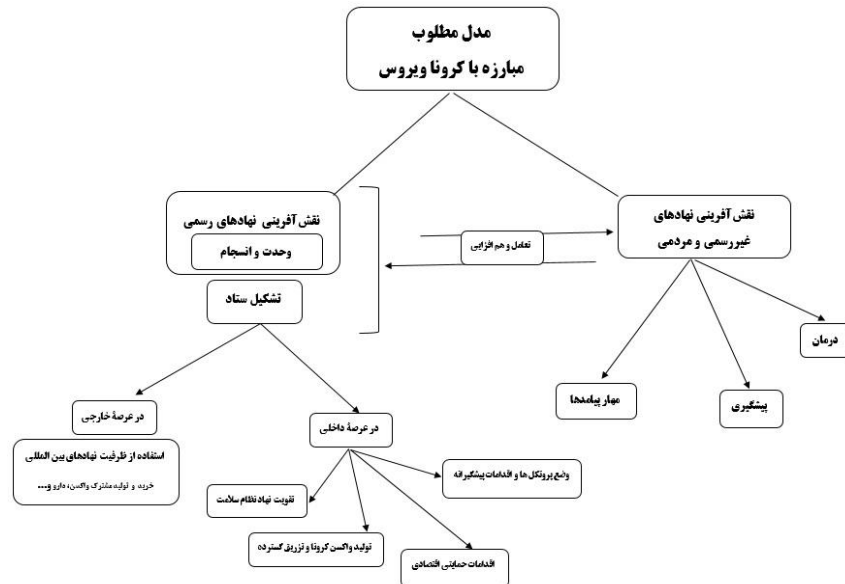 مدل مطلوب
مبارزه با کرونا ویروس
نقش آفرینی نهادهای رسمی
وحدت و انسجام
تشکیل ستاد
تعامل و هم افزایی
نقش آفرینی نهادهای
غیررسمی و مردمی
درمان
پیشگیری
مهار پیامدها
در عرصهٔ خارجی
استفاده از ظرفیت نهادهای بین المللی
خرید و تولید مشترک واکسن، دارو و...
در عرصهٔ داخلی
وضع پروتکل ها و اقدامات پیشگیرانه
تقویت نهاد نظام سلامت
تولید واکسن کرونا و تزریق گسترده
اقدامات حمایتی اقتصادی